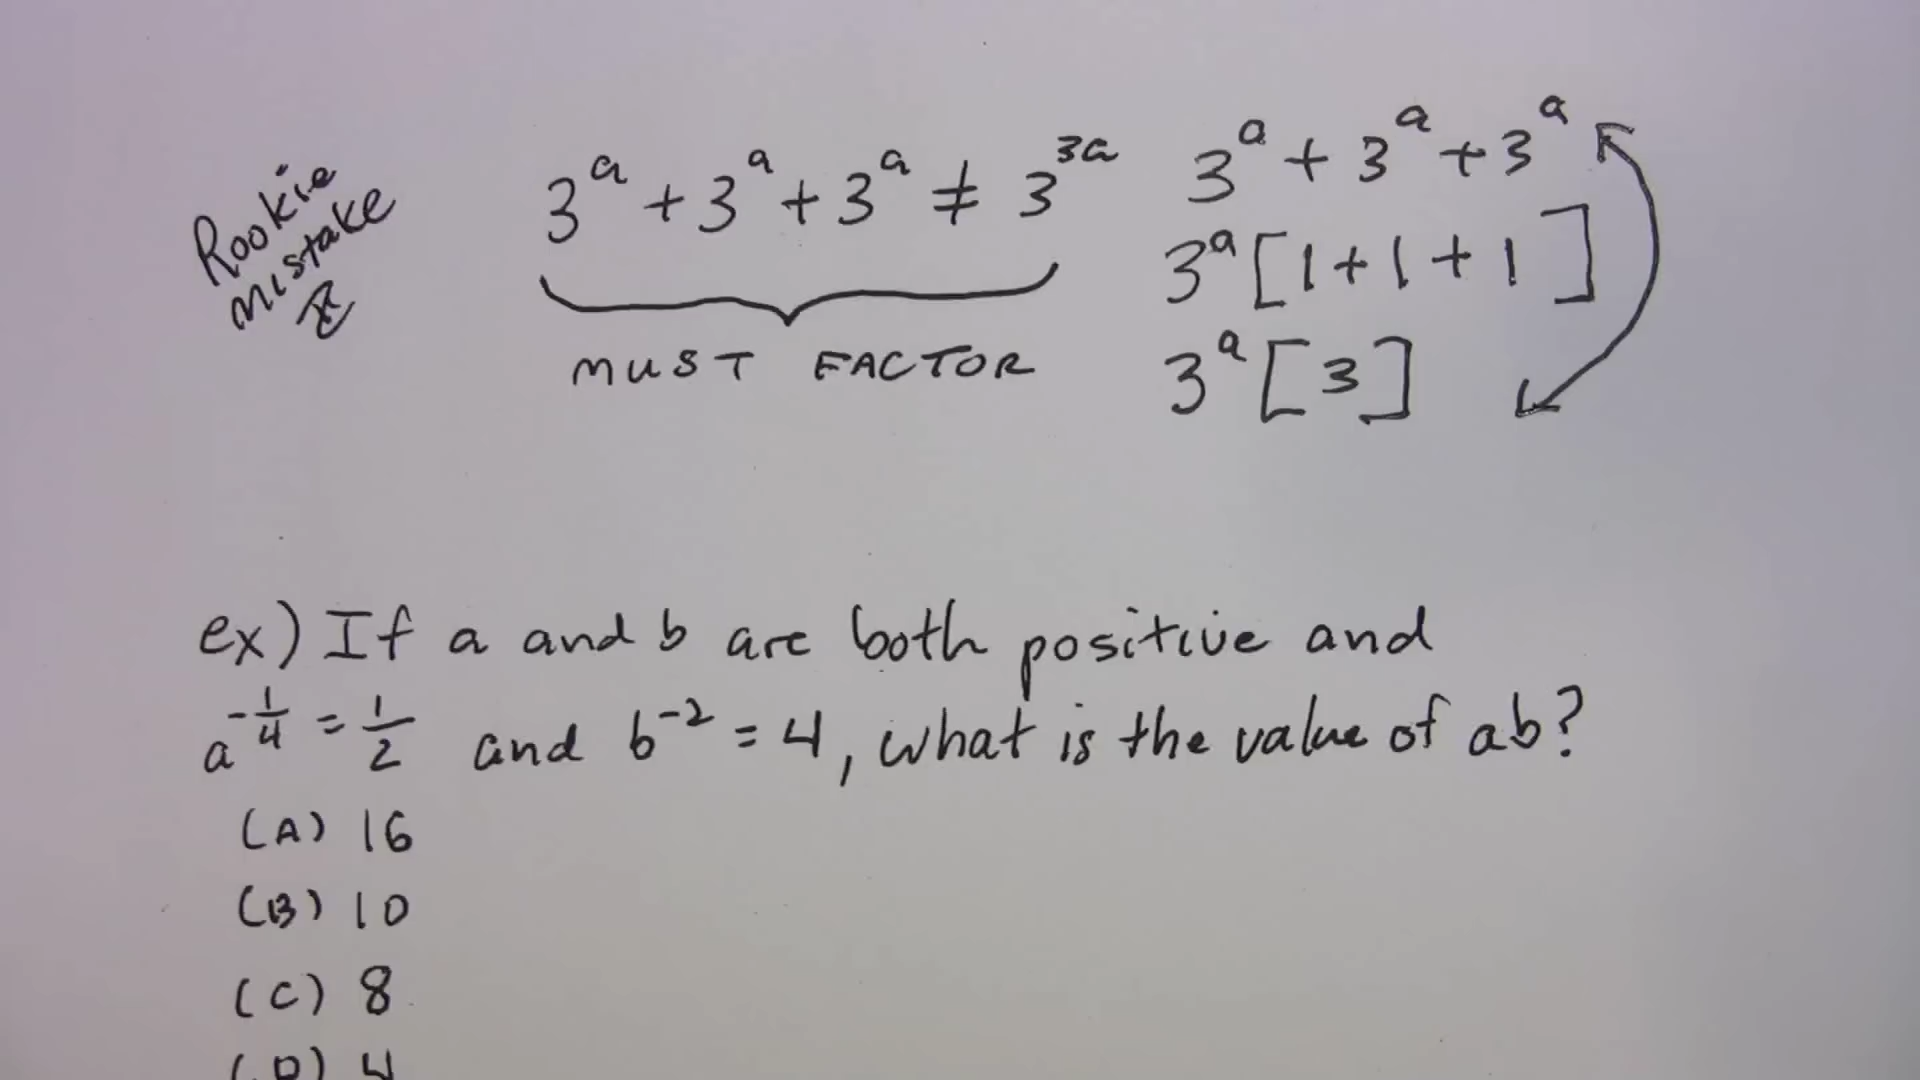 Rookie
mistake
3^a + 3^a + 3^a ≠ 3^3a
MUST FACTOR
3^a + 3^a + 3^a
3^a [1 + 1 + 1]
3^a [3]
ex) If a and b are both positive and
a^-1/4 = 1/2 and b^-2 = 4, what is the value of ab?
(A) 16
(B) 10
(C) 8
(D) 4